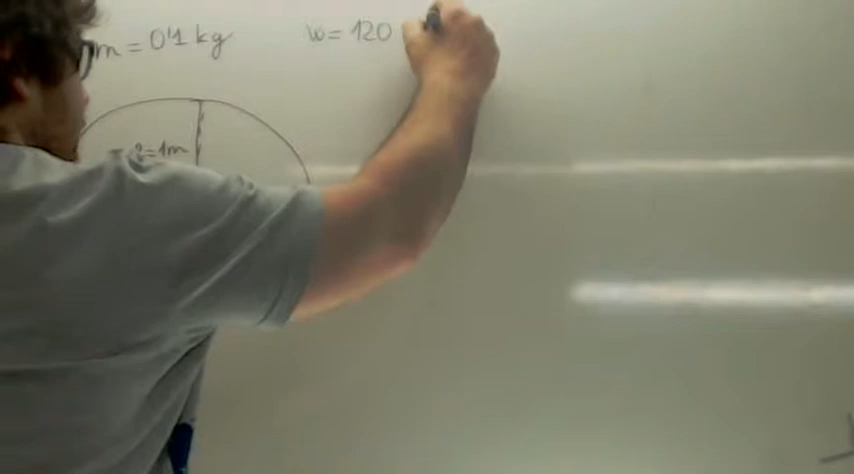 m = 0'1 kg
w = 120
R=1m